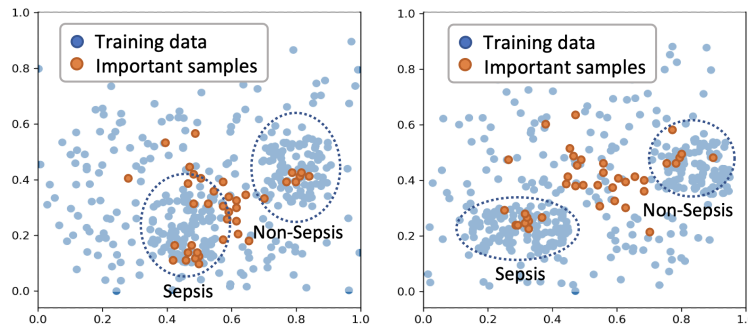 1.0
0.8
0.6
0.4
0.2
0.0
0.0 0.2 0.4 0.6 0.8 1.0
Training data
Important samples
Non-Sepsis
Sepsis
1.0
0.8
0.6
0.4
0.2
0.0
0.0 0.2 0.4 0.6 0.8 1.
Training data
Important samples
Non-Sepsis
Sepsis